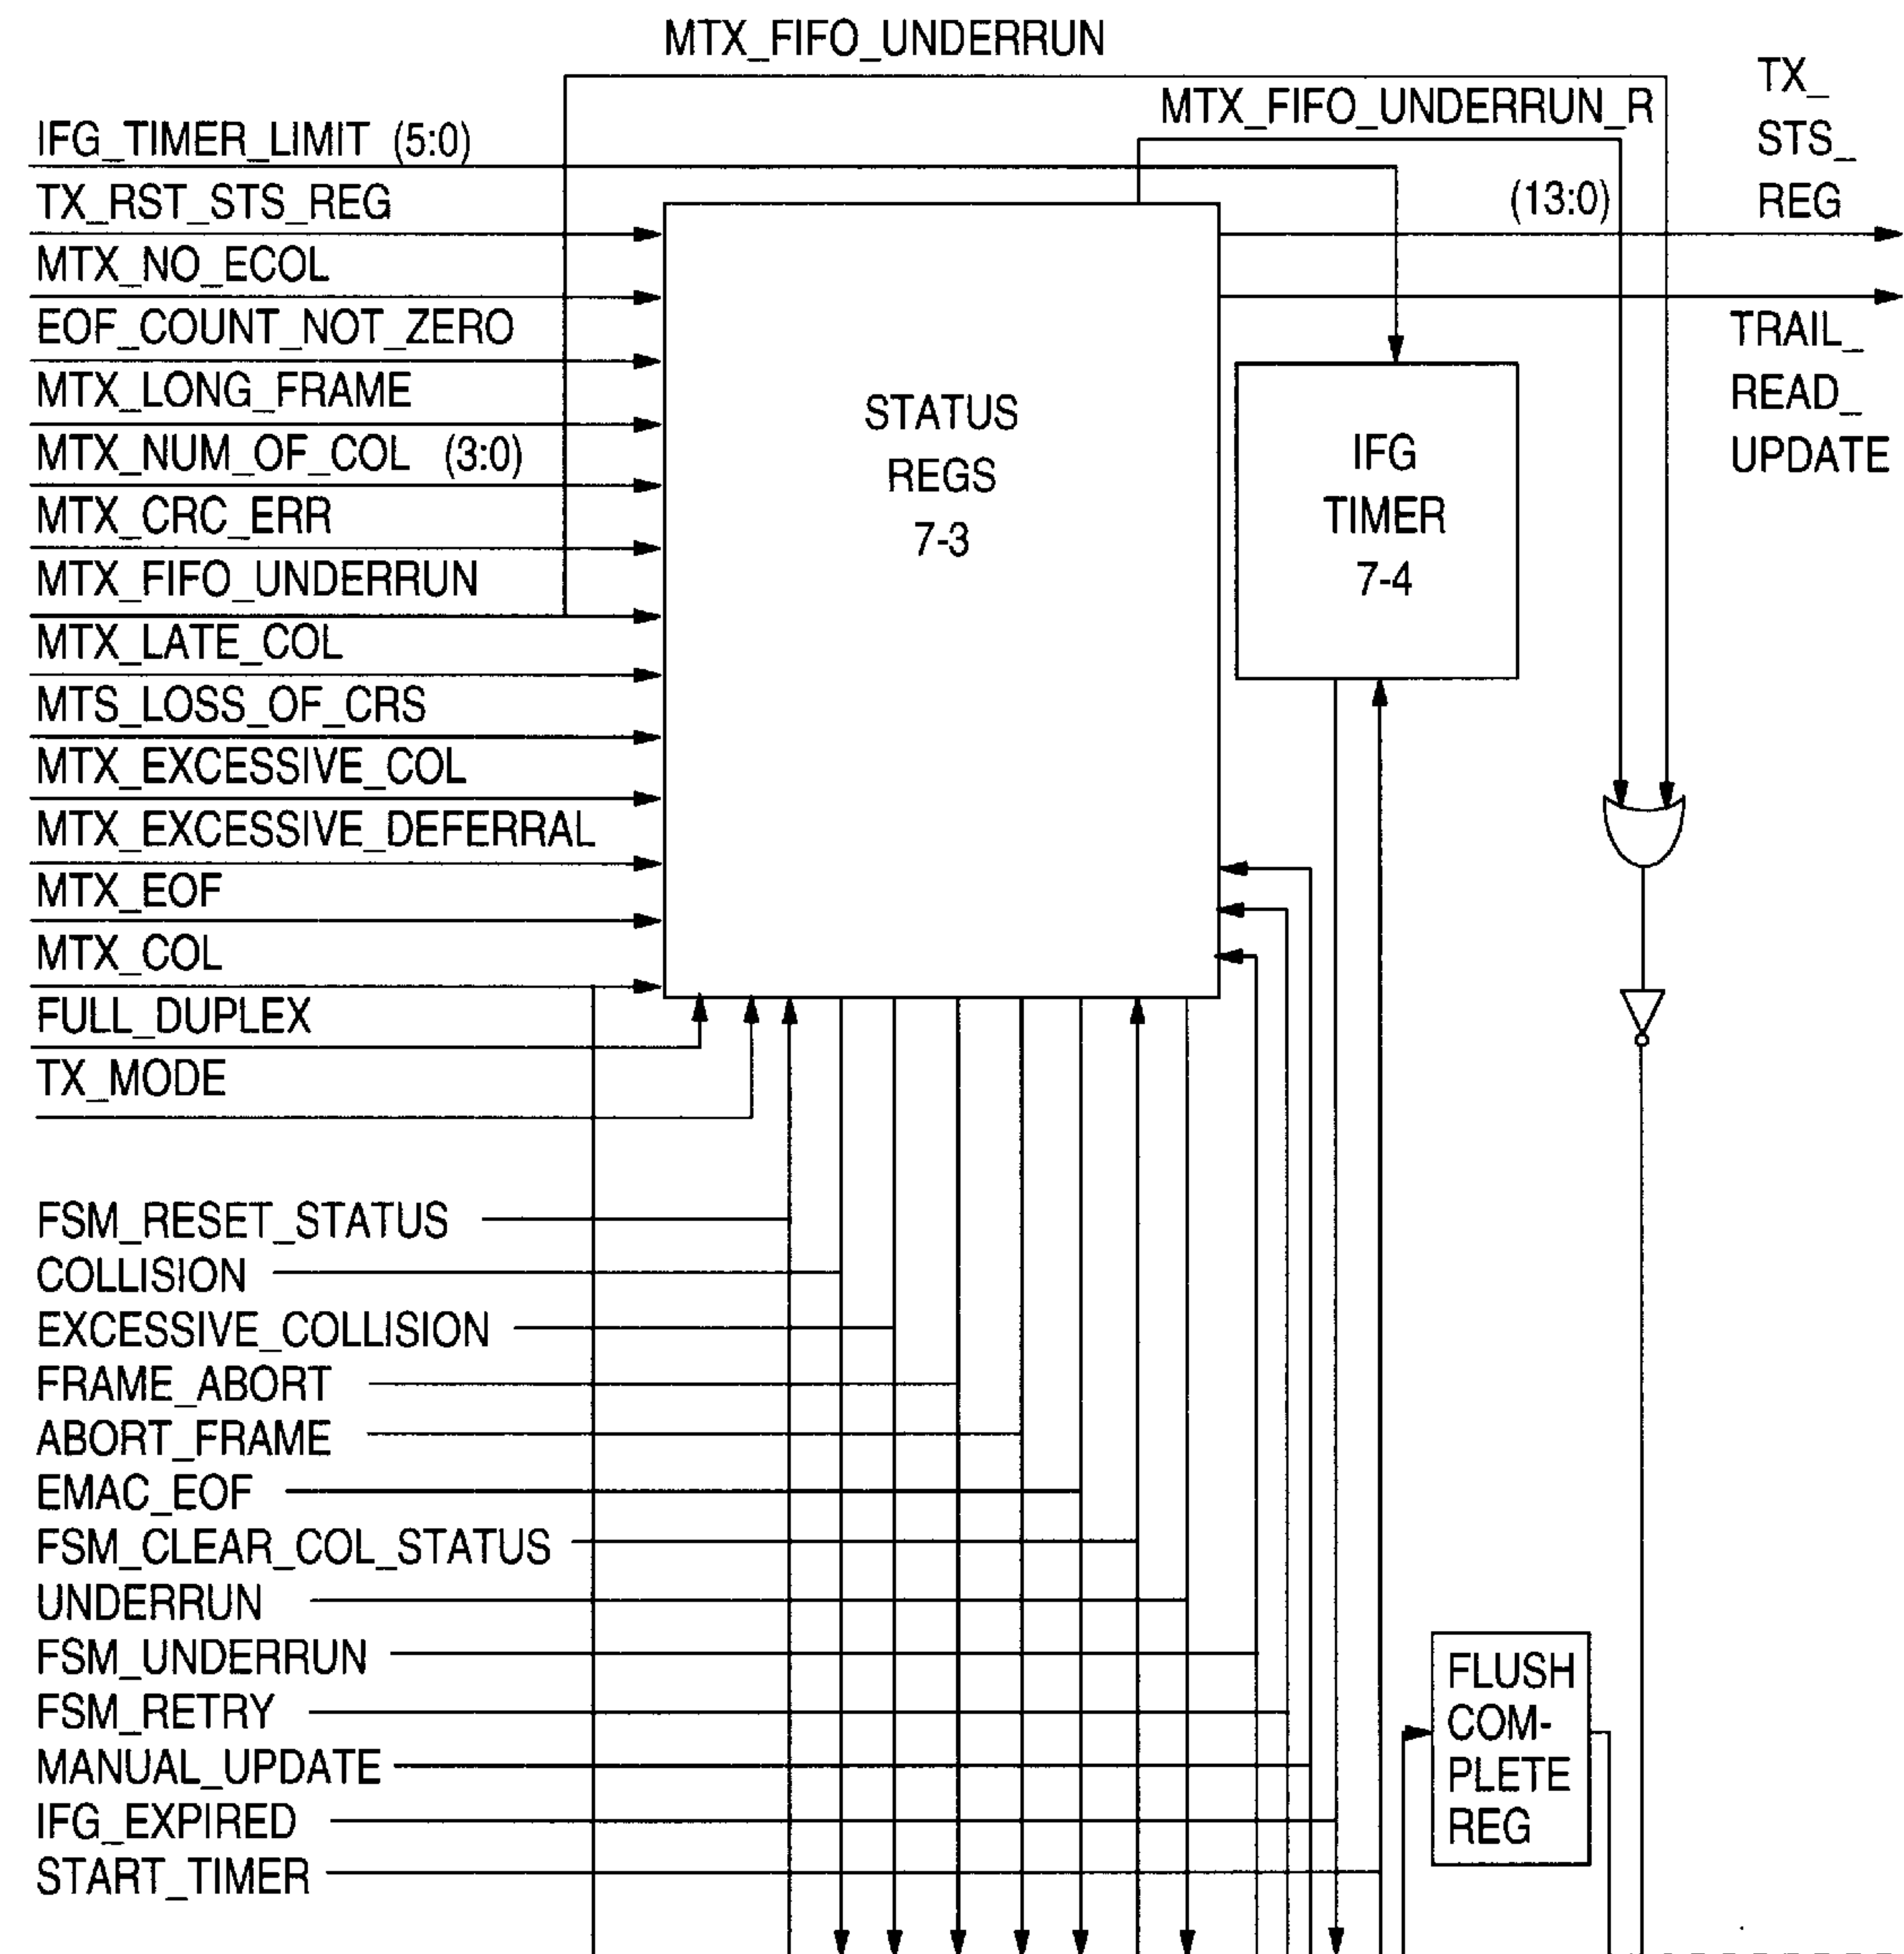 MTX_FIFO_UNDERRUN
TX_
STS_
REG
MTX_FIFO_UNDERRUN_R
(13:0)
IFG_TIMER_LIMIT (5:0)
TX_RST_STS_REG
MTX_NO_ECOL
EOF_COUNT_NOT_ZERO
MTX_LONG_FRAME
MTX_NUM_OF_COL (3:0)
MTX_CRC_ERR
MTX_FIFO_UNDERRUN
MTX_LATE_COL
MTS_LOSS_OF_CRS
MTX_EXCESSIVE_COL
MTX_EXCESSIVE_DEFERRAL
MTX_EOF
MTX_COL
FULL_DUPLEX
TX_MODE
STATUS
REGS
7-3
IFG
TIMER
7-4
TRAIL_
READ_
UPDATE
FSM_RESET_STATUS
COLLISION
EXCESSIVE_COLLISION
FRAME_ABORT
ABORT_FRAME
EMAC_EOF
FSM_CLEAR_COL_STATUS
UNDERRUN
FSM_UNDERRUN
FSM_RETRY
MANUAL_UPDATE
IFG_EXPIRED
START_TIMER
FLUSH
COM-
PLETE
REG